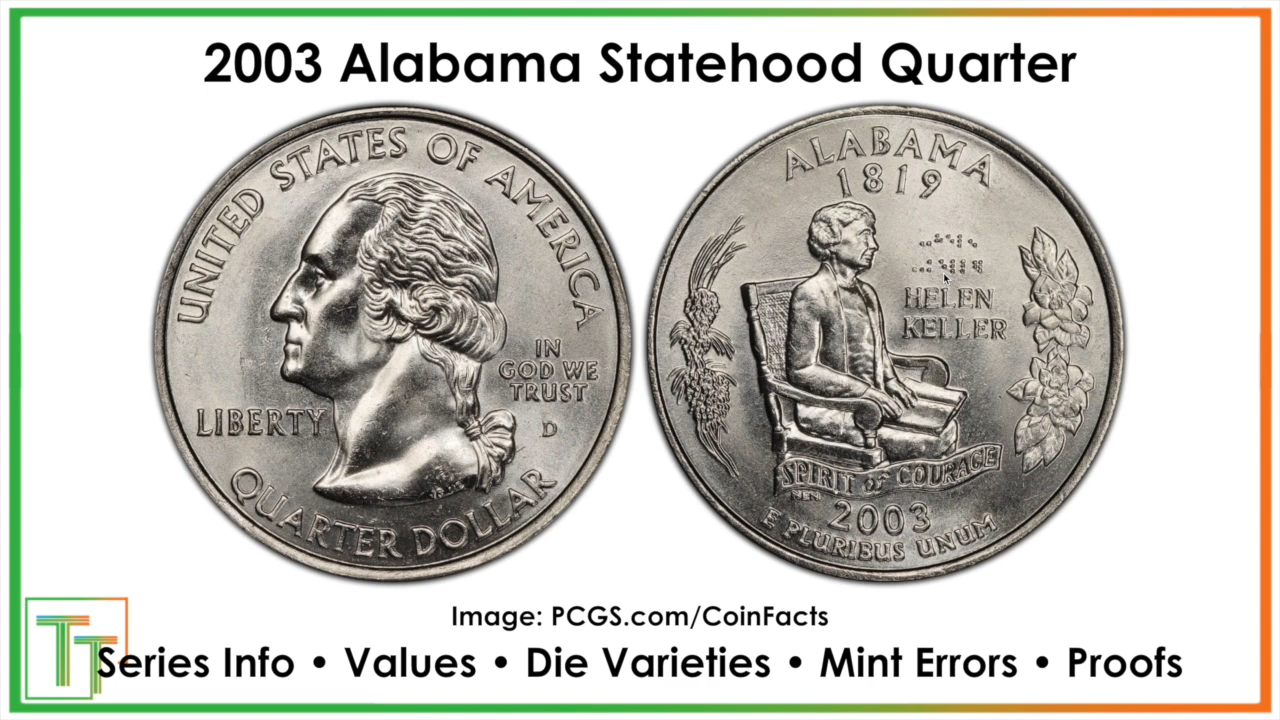 2003 Alabama Statehood Quarter
UNITED STATES OF AMERICA
IN
GOD WE
TRUST
LIBERTY
D
QUARTER DOLLAR
ALABAMA
1819
HELEN
KELLER
SPIRIT of COURAGE
2003
E PLURIBUS UNUM
Image: PCGS.com/CoinFacts
TT
Series Info • Values • Die Varieties • Mint Errors • Proofs